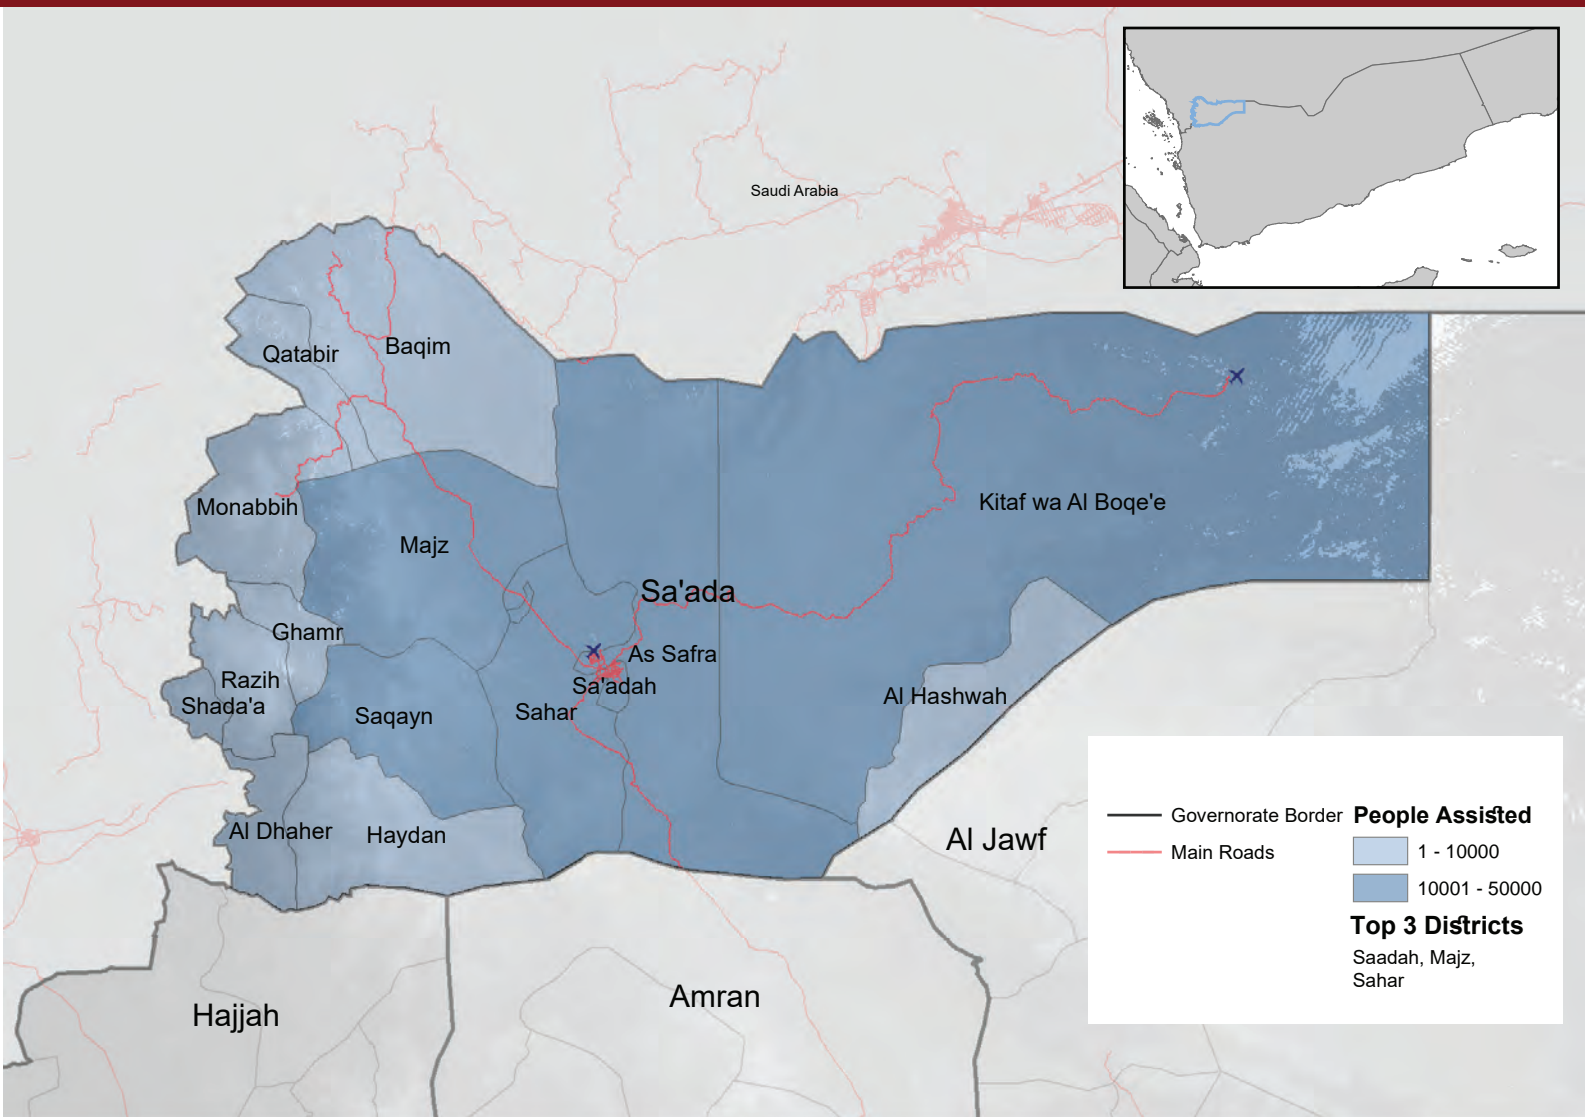 Saudi Arabia
Qatabir
Baqim
Monabbih
Majz
Kitaf wa Al Boqe'e
Sa'ada
Ghamr
As Safra
Razih
Sa'adah
Shada'a
Saqayn
Sahar
Al Hashwah
Al Dhaher
Haydan
Al Jawf
Hajjah
Amran
Governorate Border
Main Roads
People Assisted
1 - 10000
10001 - 50000
Top 3 Districts
Saadah, Majz,
Sahar